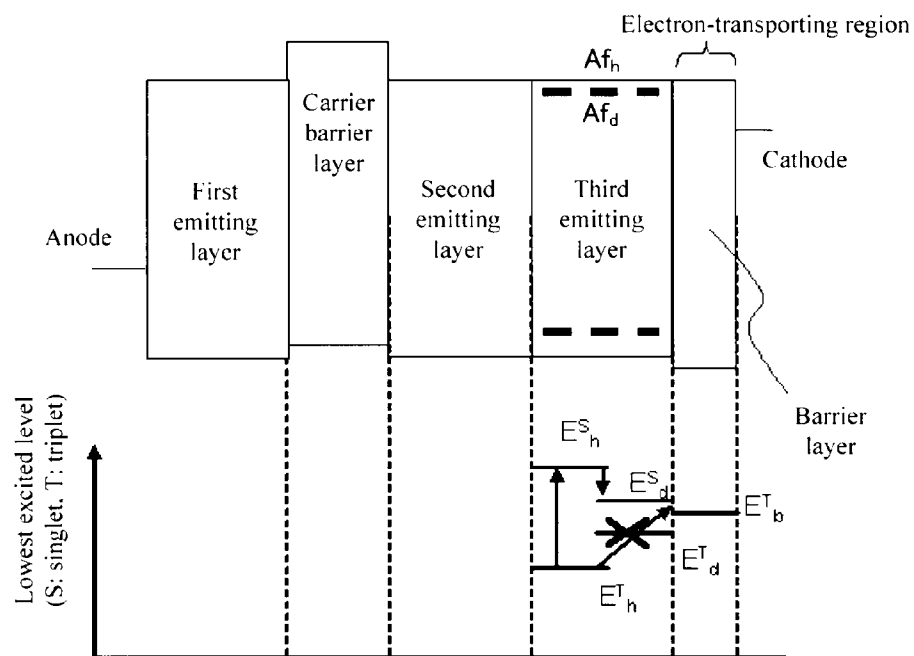 Electron-transporting region
Af_h
Af_d
Carrier
barrier
layer
Cathode
First
emitting
layer
Second
emitting
layer
Third
emitting
layer
Anode
Barrier
layer
Lowest excited level
(S: singlet, T: triplet)
E^S_h
E^S_d
E^T_b
E^T_d
E^T_h